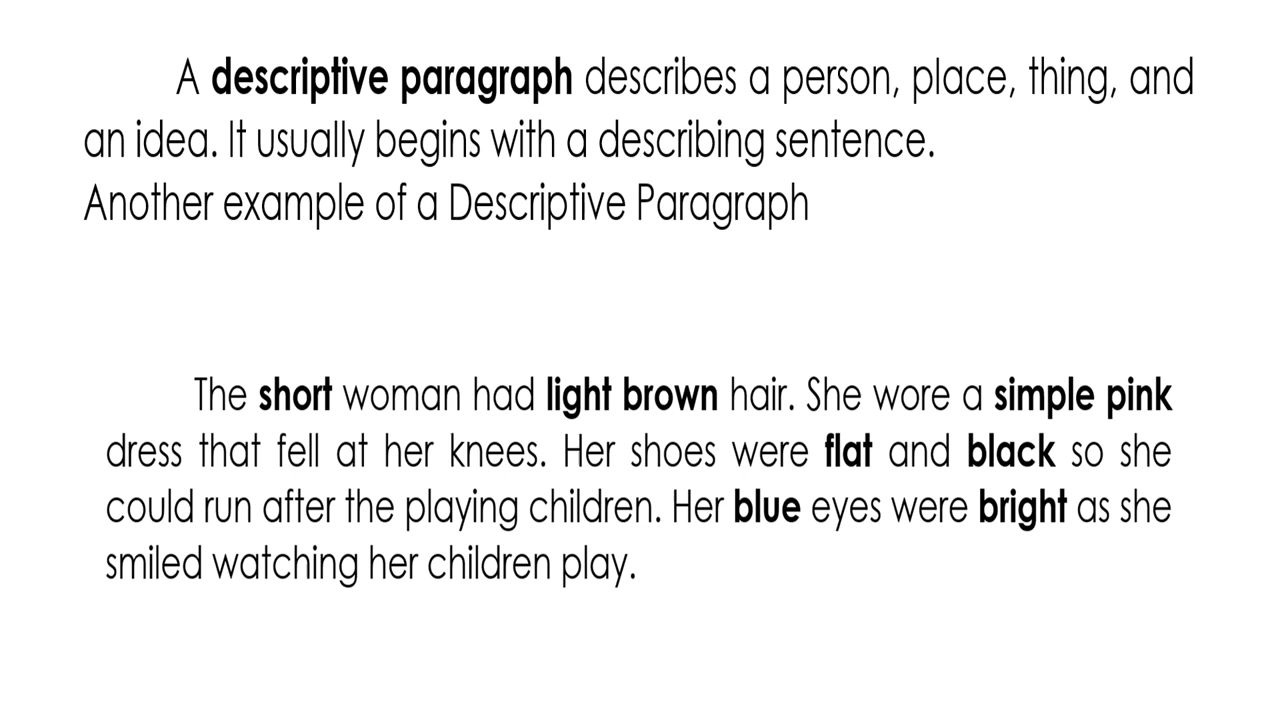 A descriptive paragraph describes a person, place, thing, and
an idea. It usually begins with a describing sentence.
Another example of a Descriptive Paragraph
The short woman had light brown hair. She wore a simple pink
dress that fell at her knees. Her shoes were flat and black so she
could run after the playing children. Her blue eyes were bright as she
smiled watching her children play.